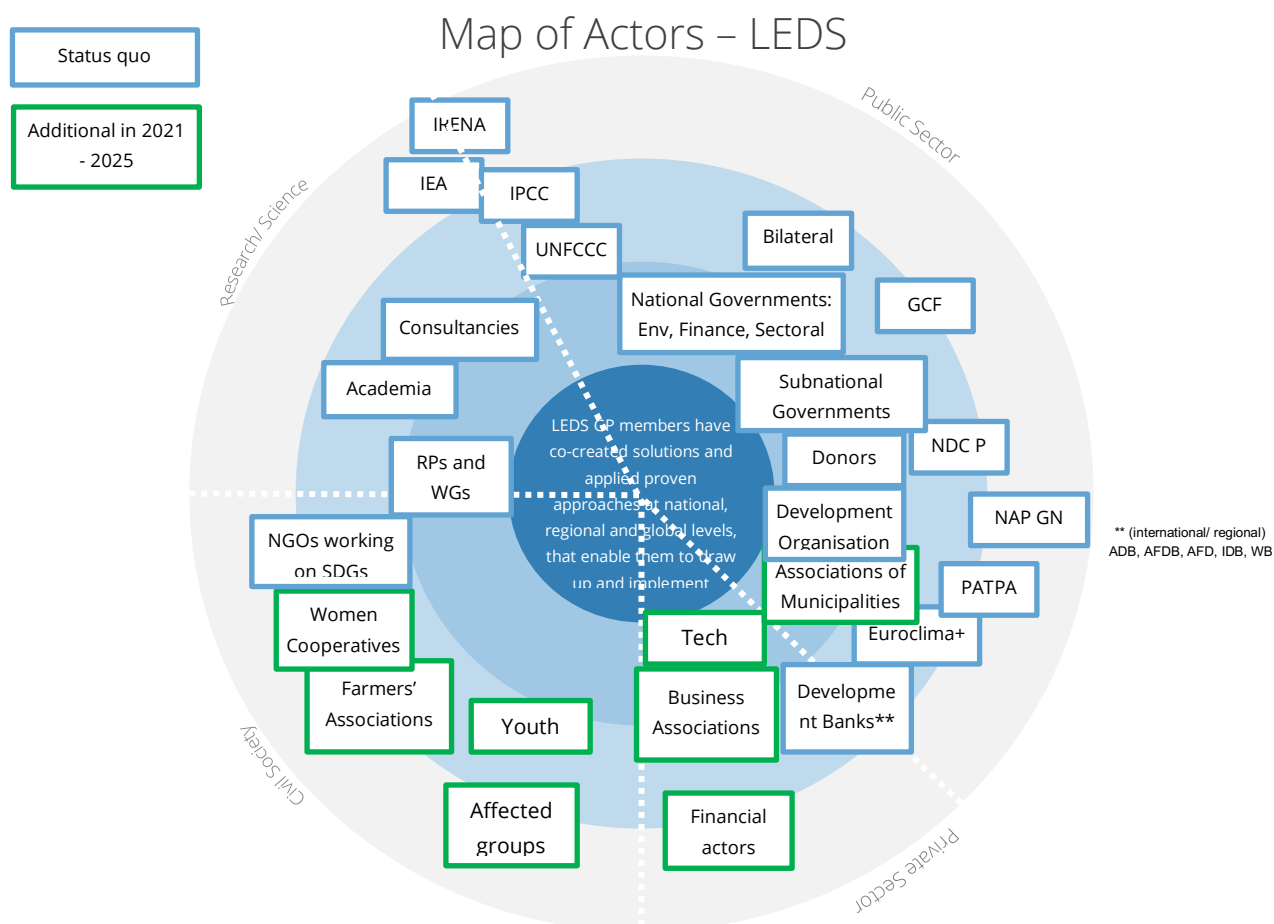 Map of Actors – LEDS
Status quo
Additional in 2021
- 2025
Public Sector
Research/ Science
Civil Society
Private Sector
IRENA
IEA
IPCC
UNFCCC
Bilateral
National Governments:
Env, Finance, Sectoral
GCF
Consultancies
Academia
Subnational
Governments
RPs and
WGs
LEDS GP members have
co-created solutions and
applied proven
approaches at national,
regional and global levels,
that enable them to draw
up and implement
Donors
NDC P
Development
Organisation
NAP GN
** (international/ regional)
ADB, AFDB, AFD, IDB, WB
NGOs working
on SDGs
Associations of
Municipalities
PATPA
Women
Cooperatives
Tech
Euroclima+
Farmers’
Associations
Youth
Business
Associations
Developme
nt Banks**
Affected
groups
Financial
actors